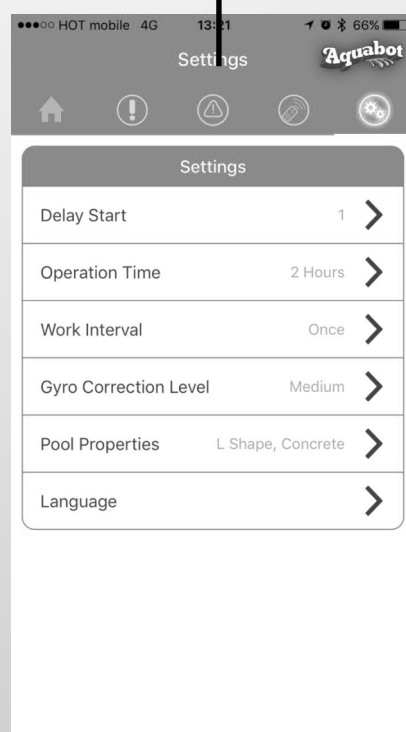 HOT mobile 4G 13:21 66%
Settings
Aquabot
Settings
Delay Start 1
Operation Time 2 Hours
Work Interval Once
Gyro Correction Level Medium
Pool Properties L Shape, Concrete
Language